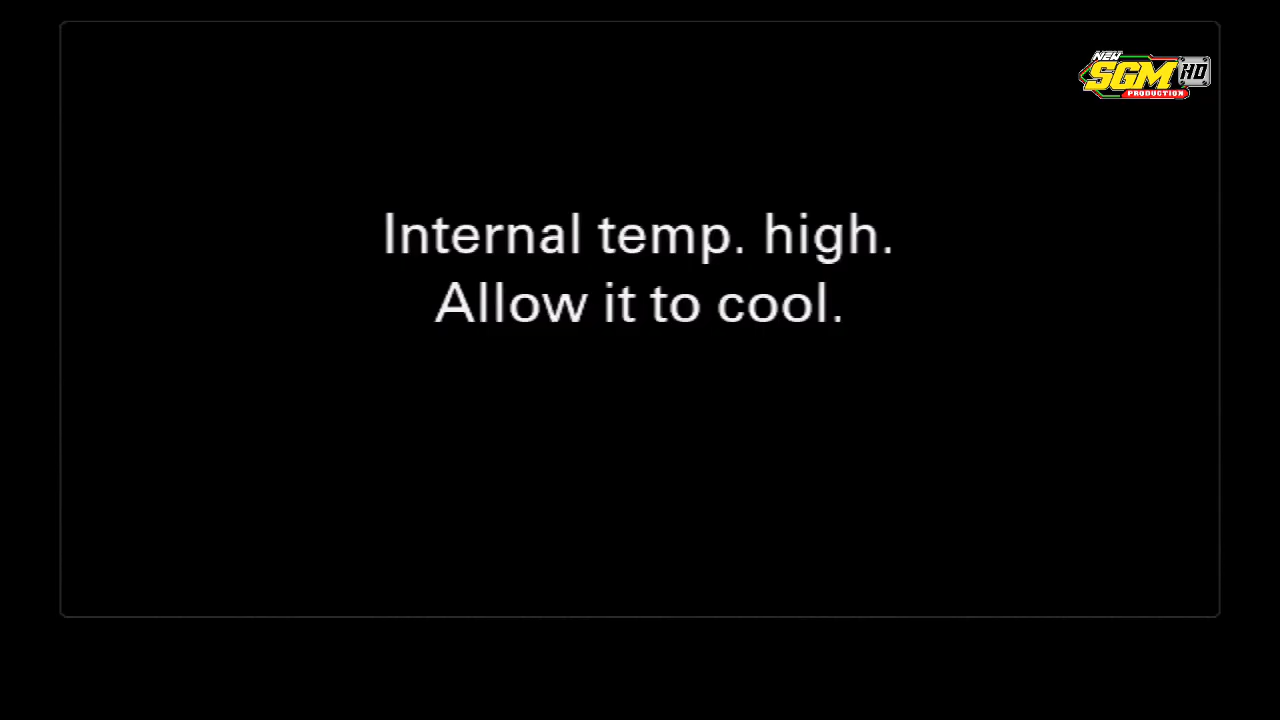 NEW
SGM HD
PRODUCTION
Internal temp. high.
Allow it to cool.